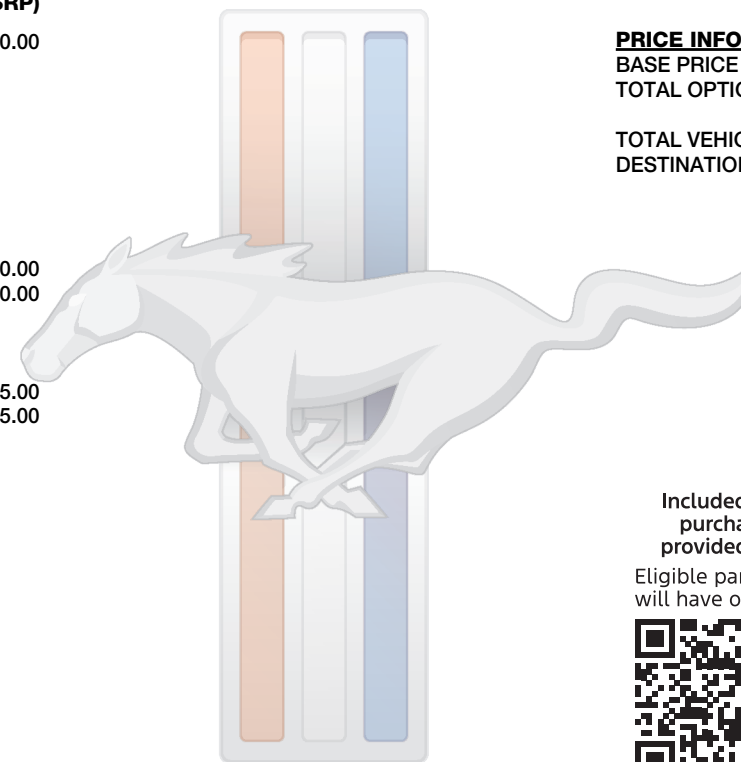 SRP)
0.00
0.00
0.00
5.00
5.00
PRICE INFO
BASE PRICE
TOTAL OPTIO
TOTAL VEHIC
DESTINATION
Included
purcha
provided
Eligible par
will have o